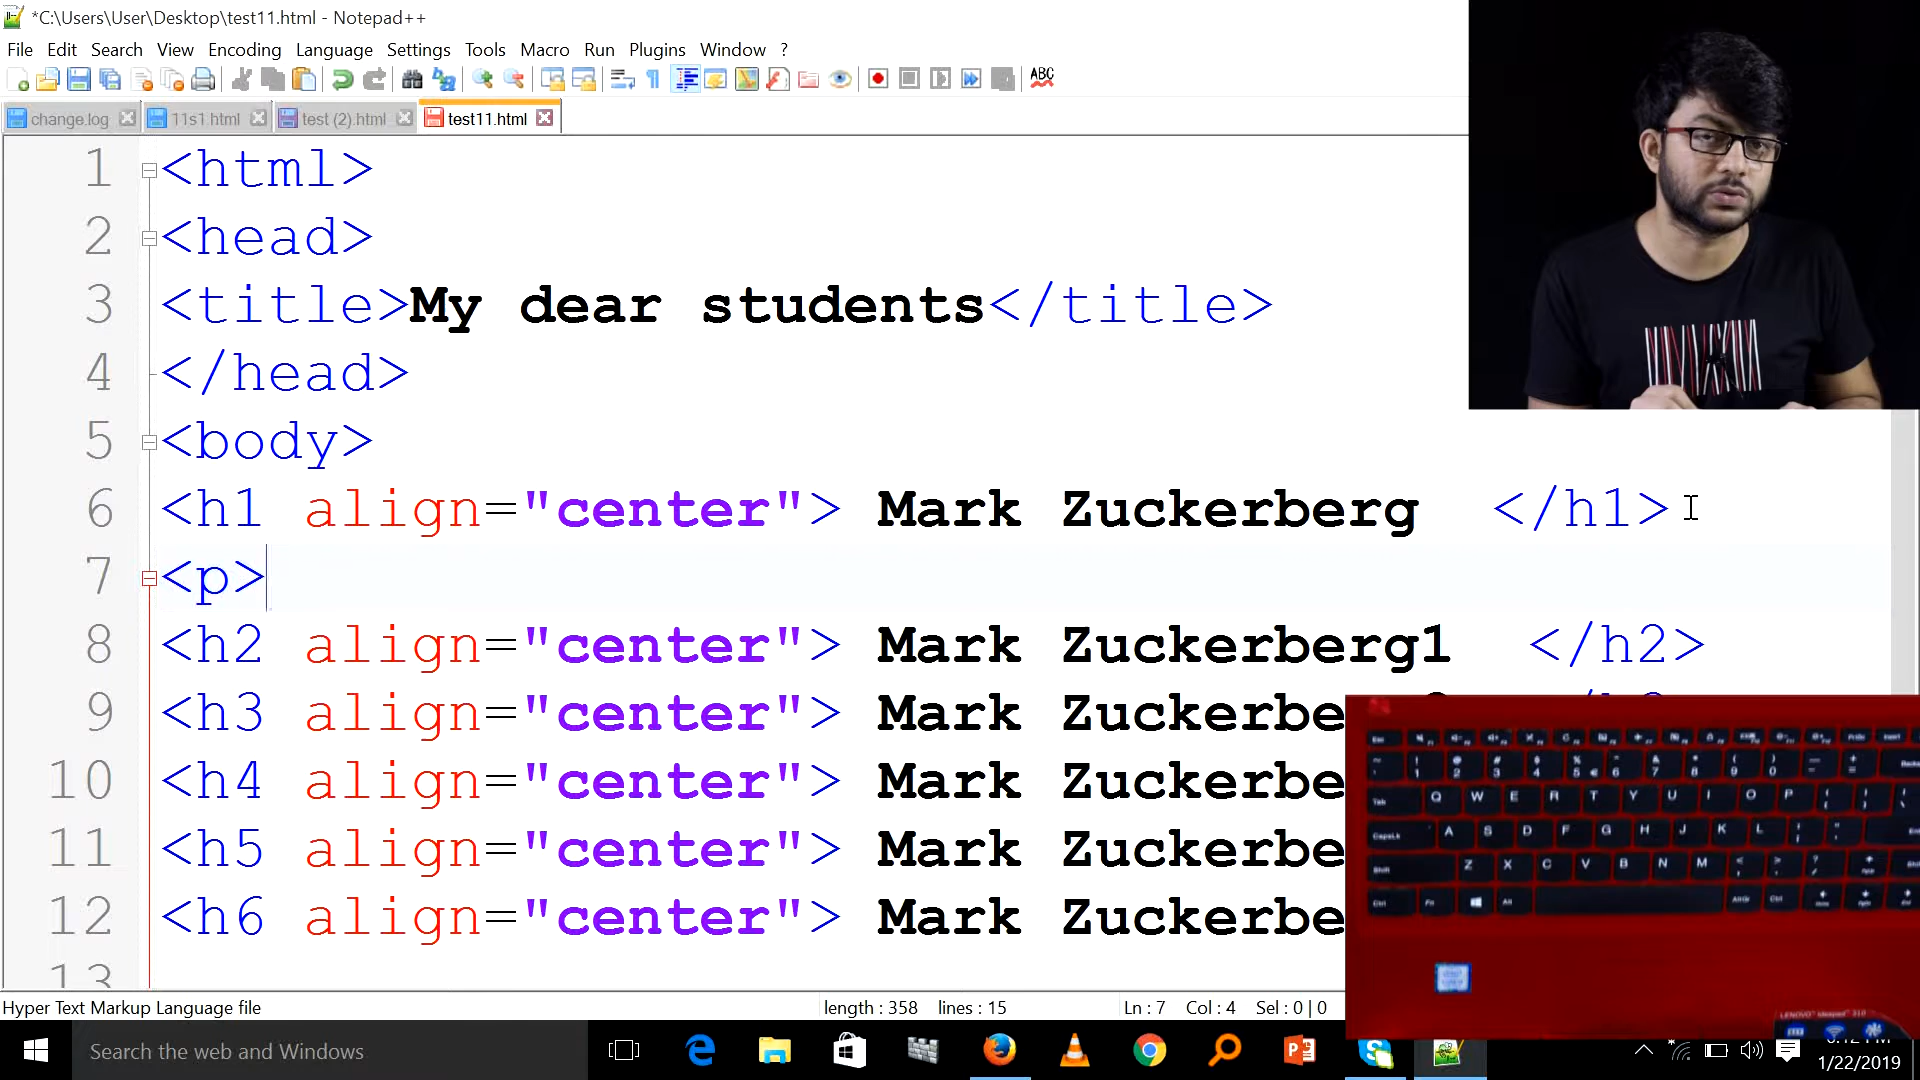 *C:\Users\User\Desktop\test11.html - Notepad++
File Edit Search View Encoding Language Settings Tools Macro Run Plugins Window ?
ABC
change.log 11s1.html test (2).html test11.html
1 <html>
2 <head>
3 <title>My dear students</title>
4 </head>
5 <body>
6 <h1 align="center"> Mark Zuckerberg </h1>
7 <p>
8 <h2 align="center"> Mark Zuckerberg1 </h2>
9 <h3 align="center"> Mark Zuckerbe
10 <h4 align="center"> Mark Zuckerbe
11 <h5 align="center"> Mark Zuckerbe
12 <h6 align="center"> Mark Zuckerbe
13
Q W E R T Y U I O P
A S D F G H J K L
Z X C V B N M
Hyper Text Markup Language file length : 358 lines : 15 Ln : 7 Col : 4 Sel : 0 | 0
Search the web and Windows
1/22/2019